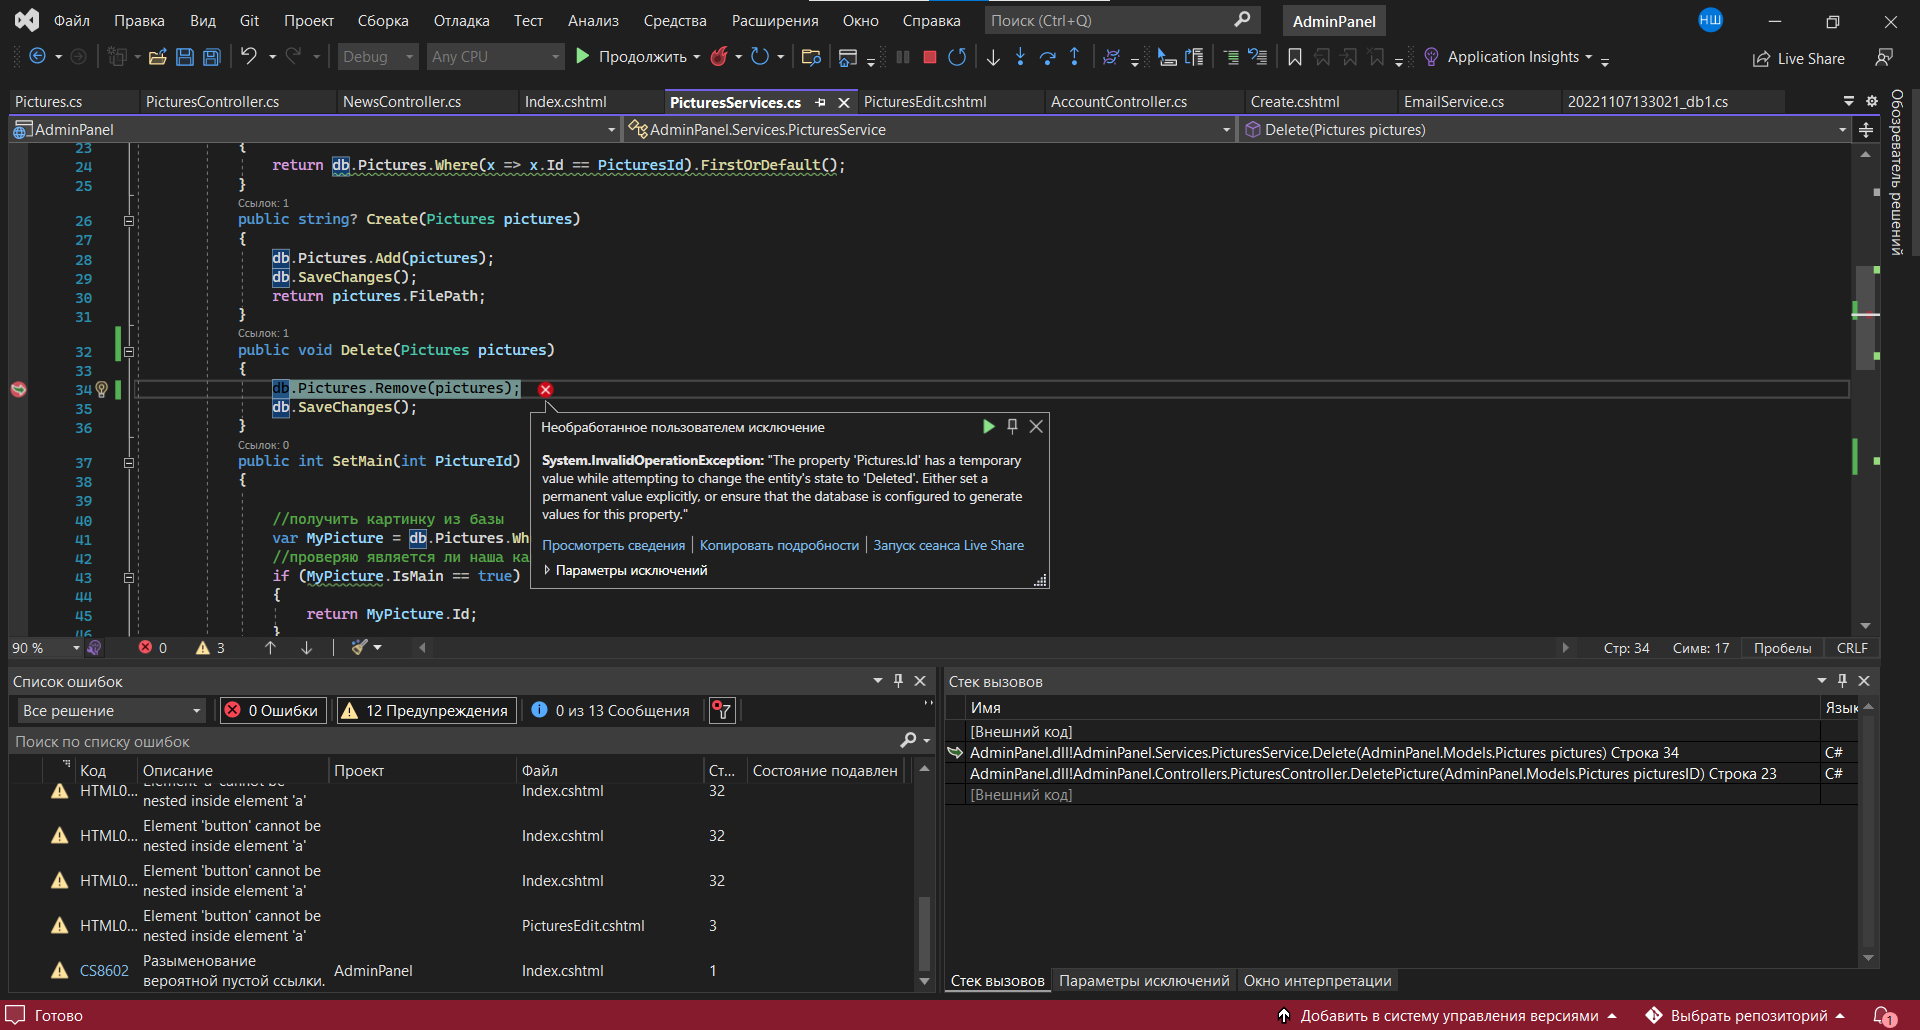 Файл Правка Вид Git Проект Сборка Отладка Тест Анализ Средства Расширения Окно Справка Поиск (Ctrl+Q) AdminPanel НШ
Debug Any CPU Продолжить Application Insights Live Share
Pictures.cs PicturesController.cs NewsController.cs Index.cshtml PicturesServices.cs PicturesEdit.cshtml AccountController.cs Create.cshtml EmailService.cs 20221107133021_db1.cs
AdminPanel AdminPanel.Services.PicturesService Delete(Pictures pictures)
Обозреватель решений
23 {
24 return db.Pictures.Where(x => x.Id == PicturesId).FirstOrDefault();
25 }
Ссылок: 1
26 public string? Create(Pictures pictures)
27 {
28 db.Pictures.Add(pictures);
29 db.SaveChanges();
30 return pictures.FilePath;
31 }
Ссылок: 1
32 public void Delete(Pictures pictures)
33 {
34 db.Pictures.Remove(pictures);
35 db.SaveChanges();
36 }
Ссылок: 0
37 public int SetMain(int PictureId)
38 {
39
40 //получить картинку из базы
41 var MyPicture = db.Pictures.Wh
42 //проверяю является ли наша ка
43 if (MyPicture.IsMain == true)
44 {
45 return MyPicture.Id;
46 }
Необработанное пользователем исключение
System.InvalidOperationException: "The property 'Pictures.Id' has a temporary
value while attempting to change the entity's state to 'Deleted'. Either set a
permanent value explicitly, or ensure that the database is configured to generate
values for this property."
Просмотреть сведения | Копировать подробности | Запуск сеанса Live Share
Параметры исключений
90 % 0 3 Стр: 34 Симв: 17 Пробелы CRLF
Список ошибок
Все решение 0 Ошибки 12 Предупреждения 0 из 13 Сообщения
Поиск по списку ошибок
Код Описание Проект Файл Ст... Состояние подавлен
HTML0... Element 'a' cannot be nested inside element 'a' Index.cshtml 32
HTML0... Element 'button' cannot be nested inside element 'a' Index.cshtml 32
HTML0... Element 'button' cannot be nested inside element 'a' Index.cshtml 32
HTML0... Element 'button' cannot be nested inside element 'a' PicturesEdit.cshtml 3
CS8602 Разыменование вероятной пустой ссылки. AdminPanel Index.cshtml 1
Стек вызовов
Имя Язык
[Внешний код]
AdminPanel.dll!AdminPanel.Services.PicturesService.Delete(AdminPanel.Models.Pictures pictures) Строка 34 C#
AdminPanel.dll!AdminPanel.Controllers.PicturesController.DeletePicture(AdminPanel.Models.Pictures picturesID) Строка 23 C#
[Внешний код]
Стек вызовов Параметры исключений Окно интерпретации
Готово Добавить в систему управления версиями Выбрать репозиторий 1